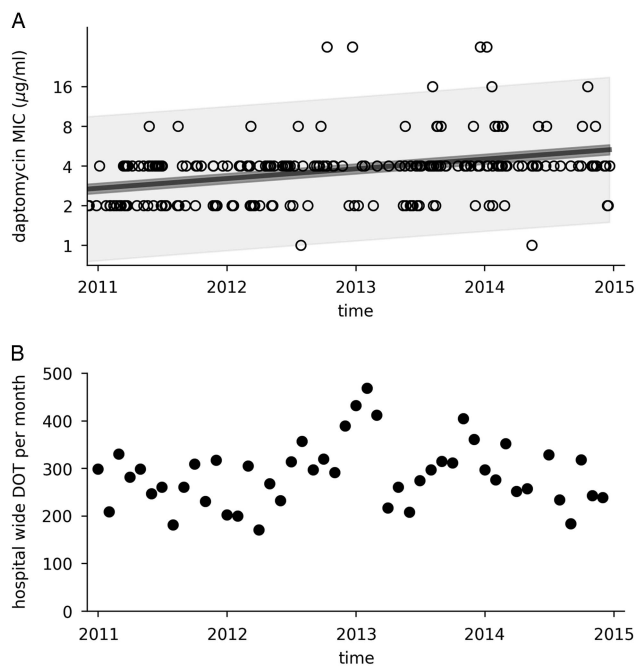 A
daptomycin MIC (µg/ml)
16
8
4
2
1
2011 2012 2013 2014 2015
time
B
hospital wide DOT per month
500
400
300
200
100
0
2011 2012 2013 2014 2015
time